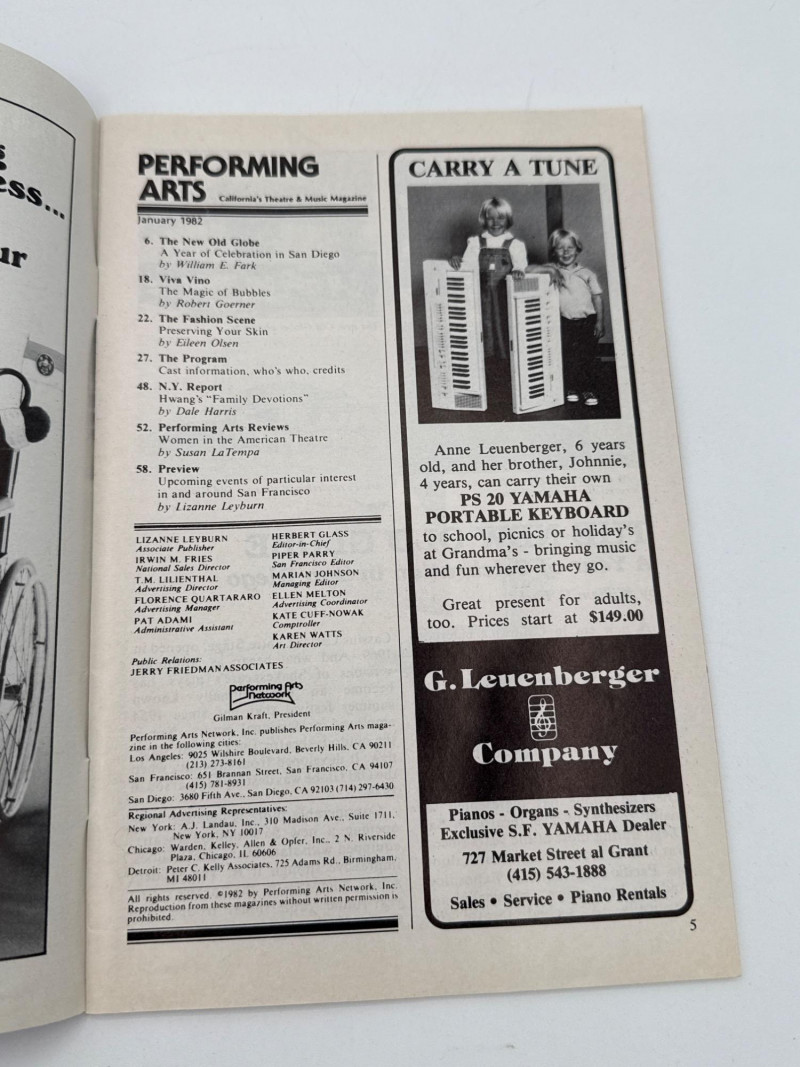 ess...
ur
PERFORMING
ARTS California's Theatre & Music Magazine
January 1982
6. The New Old Globe
A Year of Celebration in San Diego
by William E. Fark
18. Viva Vino
The Magic of Bubbles
by Robert Goerner
22. The Fashion Scene
Preserving Your Skin
by Eileen Olsen
27. The Program
Cast information, who's who, credits
48. N.Y. Report
Hwang's "Family Devotions"
by Dale Harris
52. Performing Arts Reviews
Women in the American Theatre
by Susan LaTempa
58. Preview
Upcoming events of particular interest
in and around San Francisco
by Lizanne Leyburn
LIZANNE LEYBURN
Associate Publisher
IRWIN M. FRIES
National Sales Director
T.M. LILIENTHAL
Advertising Director
FLORENCE QUARTARARO
Advertising Manager
PAT ADAMI
Administrative Assistant
HERBERT GLASS
Editor-in-Chief
PIPER PARRY
San Francisco Editor
MARIAN JOHNSON
Managing Editor
ELLEN MELTON
Advertising Coordinator
KATE CUFF-NOWAK
Comptroller
KAREN WATTS
Art Director
Public Relations:
JERRY FRIEDMAN ASSOCIATES
Performing Arts
Network
Gilman Kraft, President
Performing Arts Network, Inc. publishes Performing Arts maga-
zine in the following cities:
Los Angeles: 9025 Wilshire Boulevard, Beverly Hills, CA 90211
(213) 273-8161
San Francisco: 651 Brannan Street, San Francisco, CA 94107
(415) 781-8931
San Diego: 3680 Fifth Ave., San Diego, CA 92103 (714) 297-6430
Regional Advertising Representatives:
New York: A.J. Landau, Inc., 310 Madison Ave., Suite 1711,
New York, NY 10017
Chicago: Warden, Kelley, Allen & Opfer, Inc., 2 N. Riverside
Plaza, Chicago, IL 60606
Detroit: Peter C. Kelly Associates, 725 Adams Rd., Birmingham,
MI 48011
All rights reserved. ©1982 by Performing Arts Network, Inc.
Reproduction from these magazines without written permission is
prohibited.
CARRY A TUNE
Anne Leuenberger, 6 years
old, and her brother, Johnnie,
4 years, can carry their own
PS 20 YAMAHA
PORTABLE KEYBOARD
to school, picnics or holiday's
at Grandma's - bringing music
and fun wherever they go.
Great present for adults,
too. Prices start at $149.00
G. Leuenberger
Company
Pianos - Organs - Synthesizers
Exclusive S.F. YAMAHA Dealer
727 Market Street al Grant
(415) 543-1888
Sales • Service • Piano Rentals
5